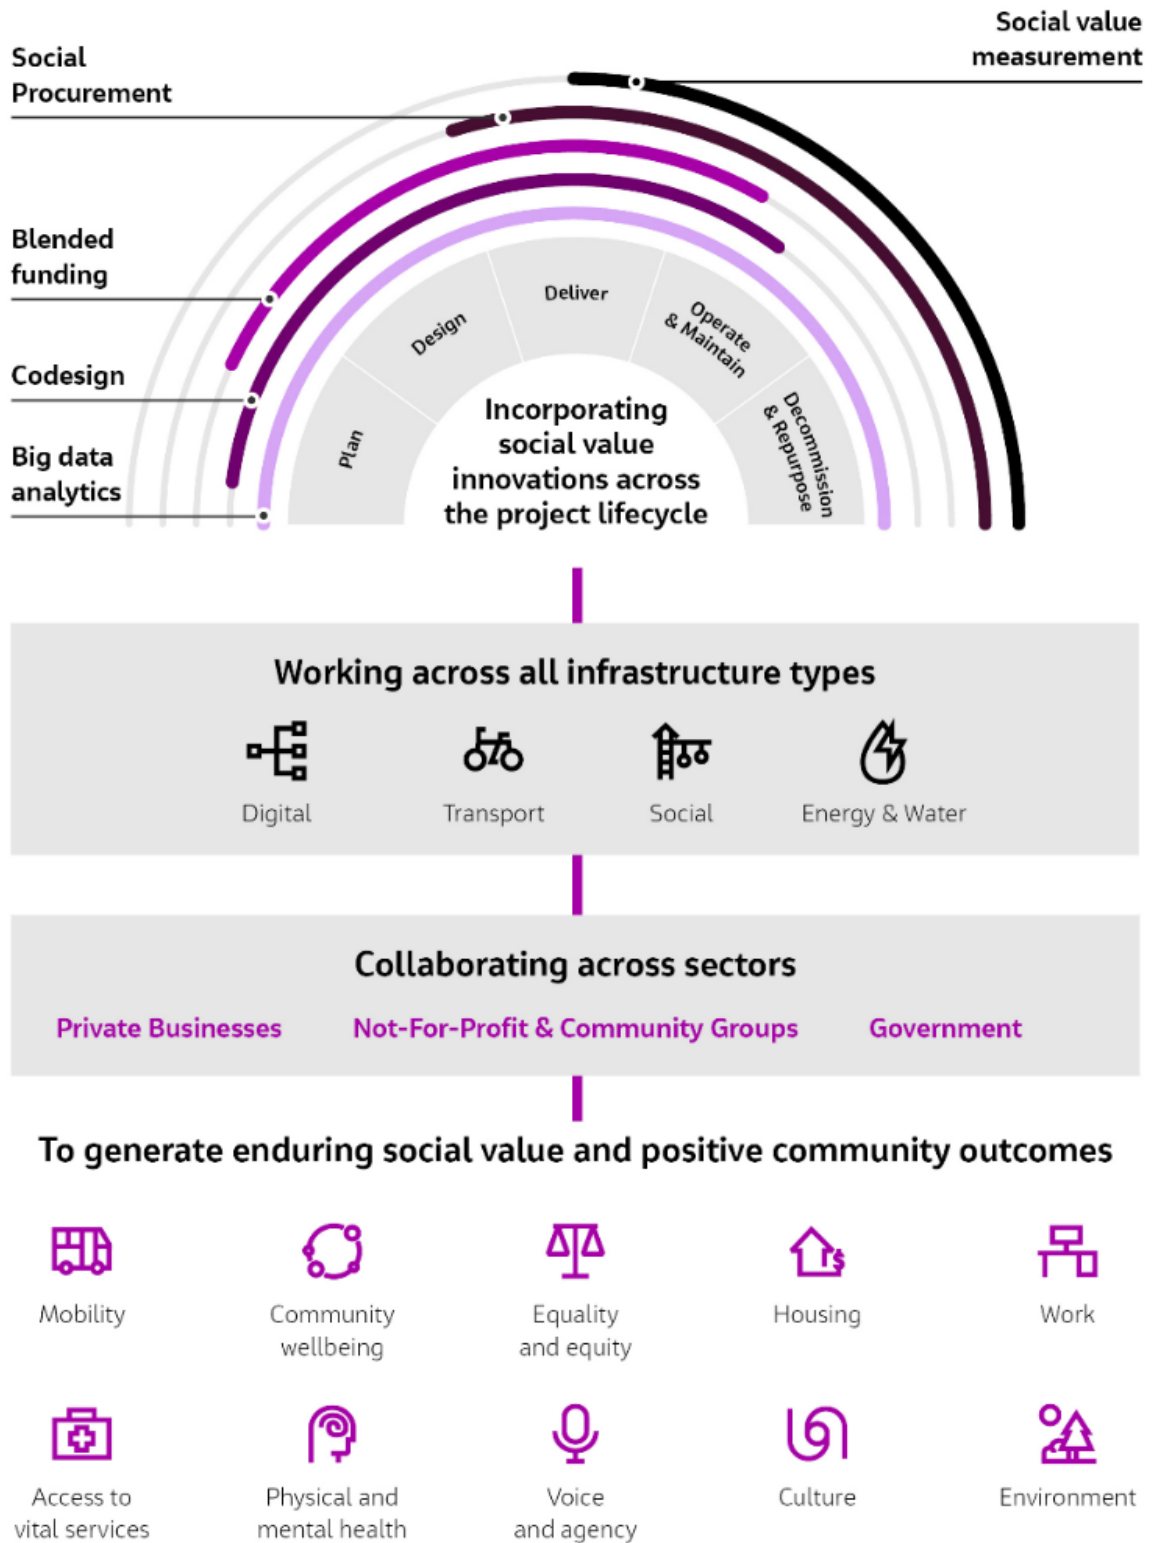 Social value
measurement
Social
Procurement
Blended
funding
Codesign
Big data
analytics
Plan
Design
Deliver
Operate
& Maintain
Decommission
& Repurpose
Incorporating
social value
innovations across
the project lifecycle
Working across all infrastructure types
Digital
Transport
Social
Energy & Water
Collaborating across sectors
Private Businesses
Not-For-Profit & Community Groups
Government
To generate enduring social value and positive community outcomes
Mobility
Community
wellbeing
Equality
and equity
Housing
Work
Access to
vital services
Physical and
mental health
Voice
and agency
Culture
Environment